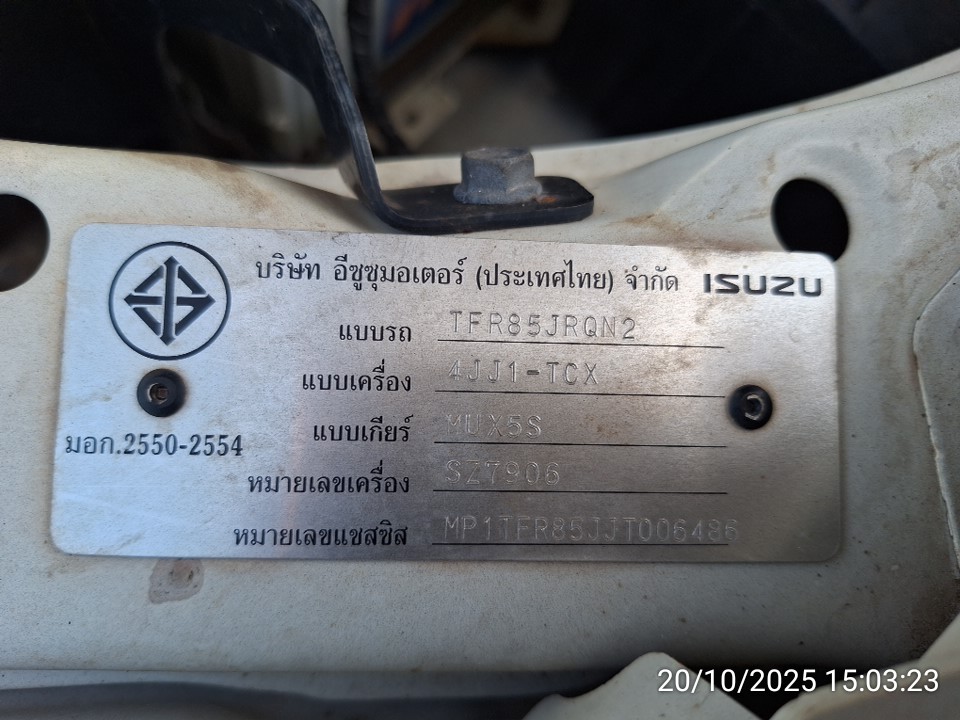 บริษัท อีซูซุมอเตอร์ (ประเทศไทย) จำกัด ISUZU
แบบรถ TFR85JRQN2
แบบเครื่อง 4JJ1-TCX
แบบเกียร์ MUX5S
มอก.2550-2554
หมายเลขเครื่อง SZ7906
หมายเลขแชสซิส MP1TFR85JJT006486
20/10/2025 15:03:23